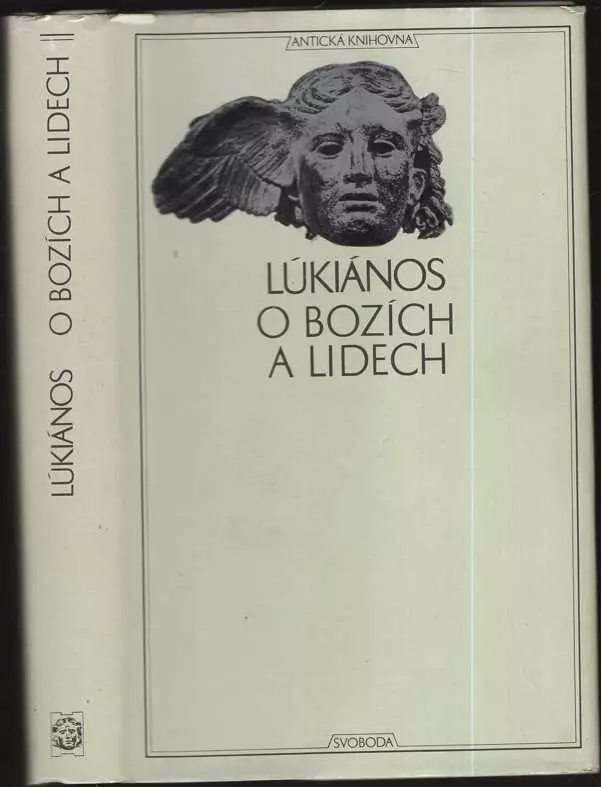 LÚKIÁNOS O BOZÍCH A LIDECH
ANTICKÁ KNIHOVNA
LÚKIÁNOS
O BOZÍCH
A LIDECH
SVOBODA